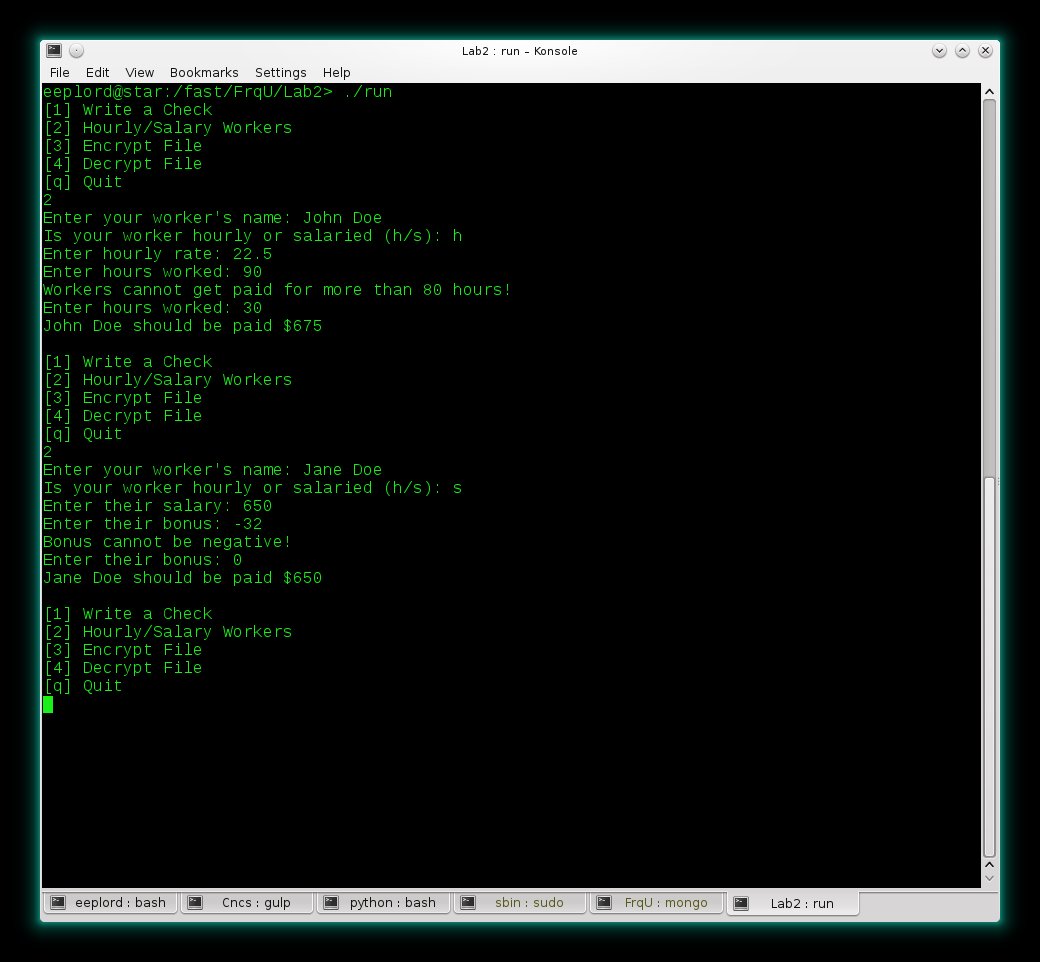 Lab2 : run – Konsole
File Edit View Bookmarks Settings Help
eeplord@star:/fast/FrqU/Lab2> ./run
[1] Write a Check
[2] Hourly/Salary Workers
[3] Encrypt File
[4] Decrypt File
[q] Quit
2
Enter your worker's name: John Doe
Is your worker hourly or salaried (h/s): h
Enter hourly rate: 22.5
Enter hours worked: 90
Workers cannot get paid for more than 80 hours!
Enter hours worked: 30
John Doe should be paid $675
[1] Write a Check
[2] Hourly/Salary Workers
[3] Encrypt File
[4] Decrypt File
[q] Quit
2
Enter your worker's name: Jane Doe
Is your worker hourly or salaried (h/s): s
Enter their salary: 650
Enter their bonus: -32
Bonus cannot be negative!
Enter their bonus: 0
Jane Doe should be paid $650
[1] Write a Check
[2] Hourly/Salary Workers
[3] Encrypt File
[4] Decrypt File
[q] Quit
eeplord : bash Cncs : gulp python : bash sbin : sudo FrqU : mongo Lab2 : run